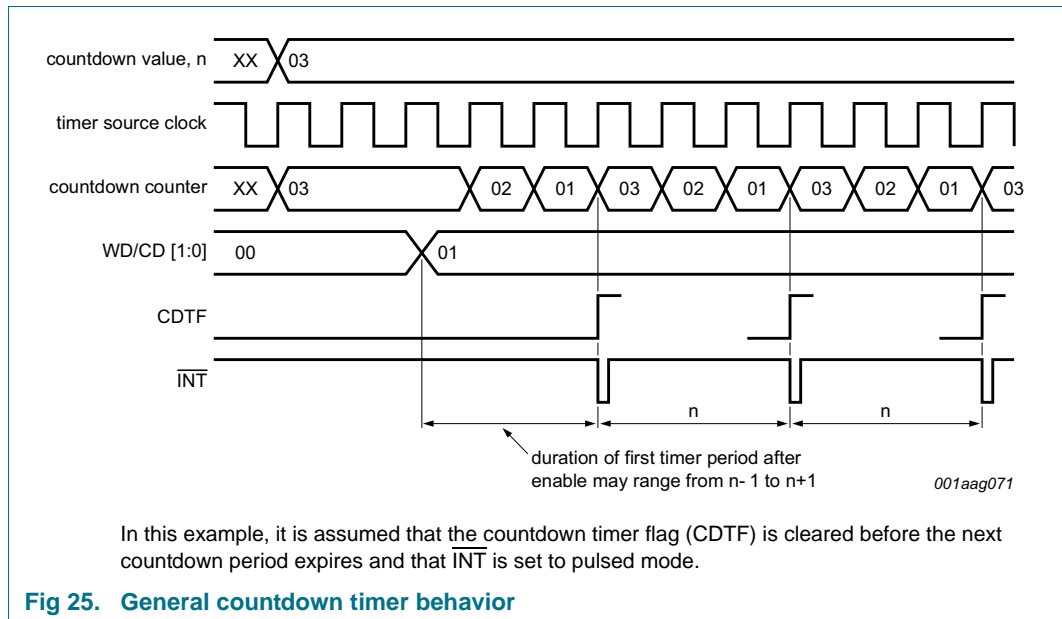 countdown value, n XX 03
timer source clock
countdown counter XX 03 02 01 03 02 01 03 02 01 03
WD/CD [1:0] 00 01
CDTF
INT
n n
duration of first timer period after
enable may range from n- 1 to n+1
001aag071
In this example, it is assumed that the countdown timer flag (CDTF) is cleared before the next
countdown period expires and that INT is set to pulsed mode.
Fig 25. General countdown timer behavior